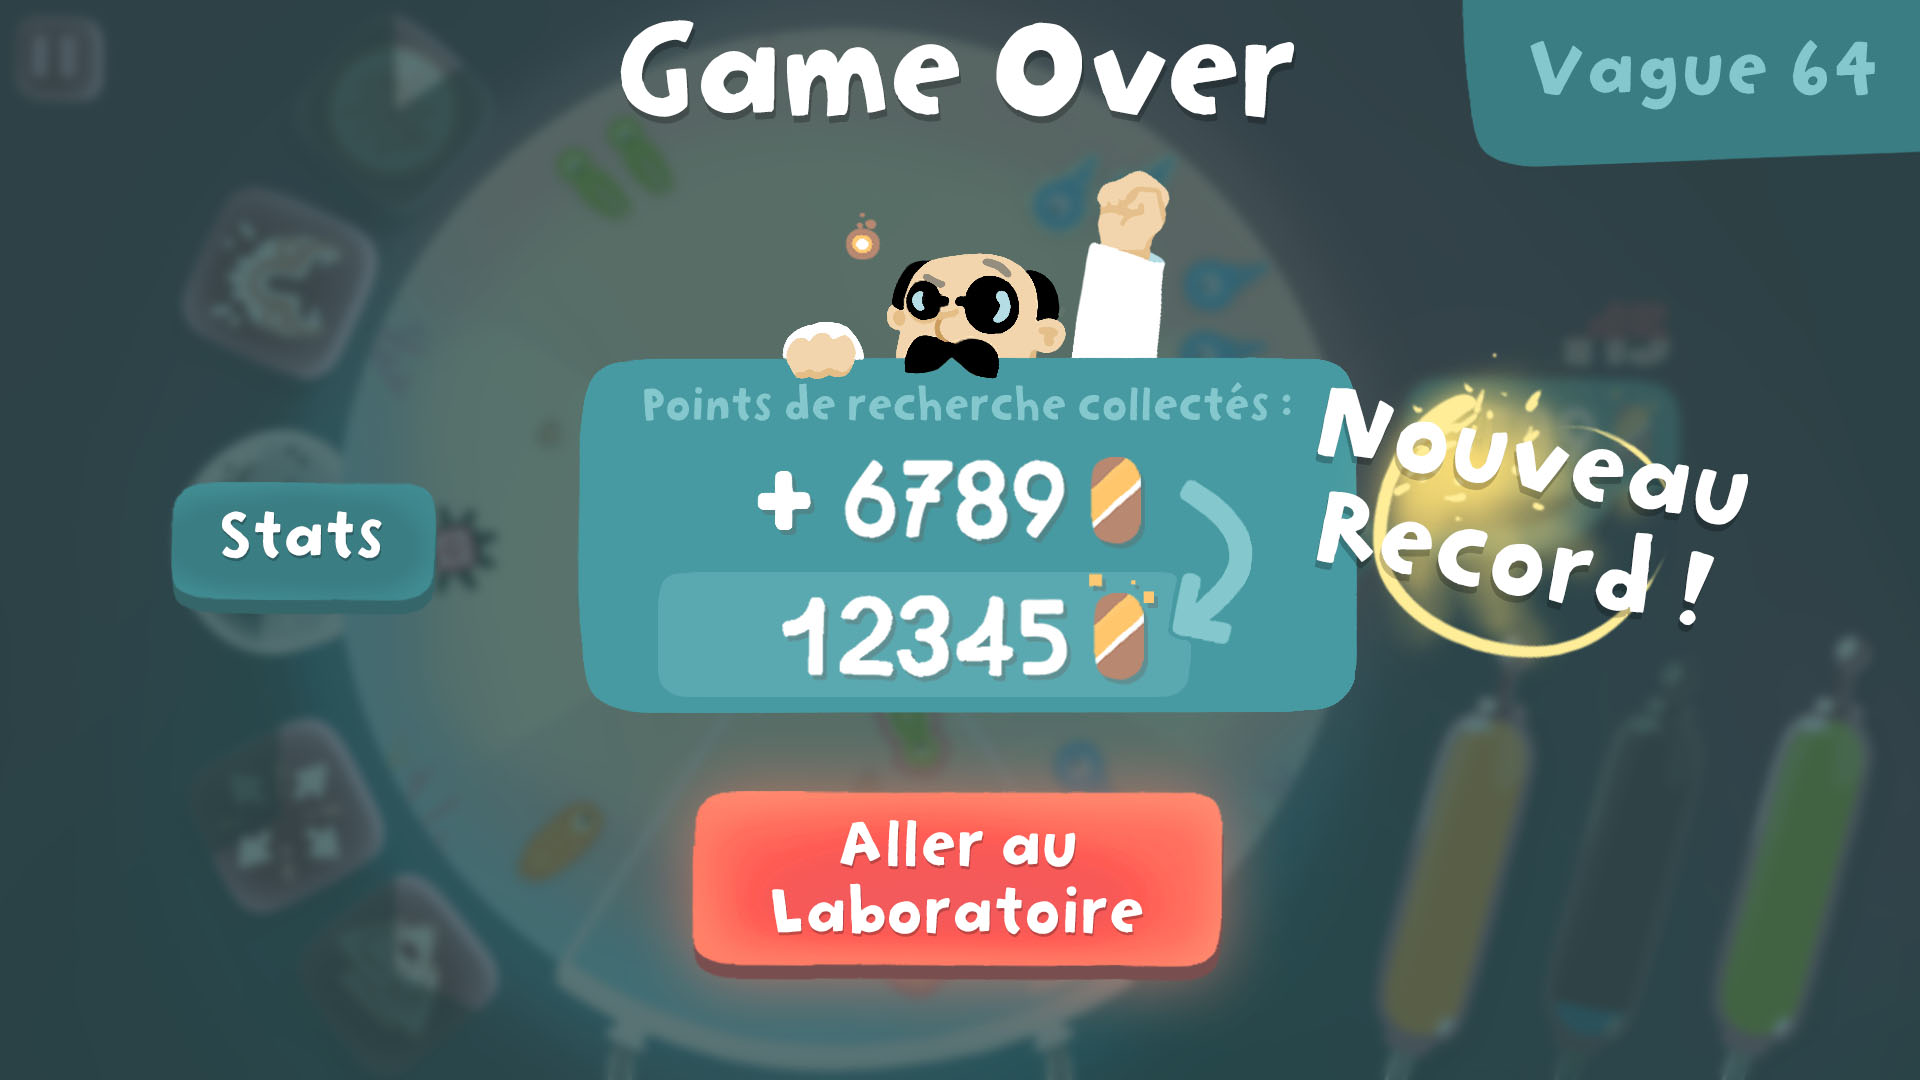 Game Over
Vague 64
Points de recherche collectés :
+ 6789
12345
Nouveau
Record !
Stats
Aller au
Laboratoire